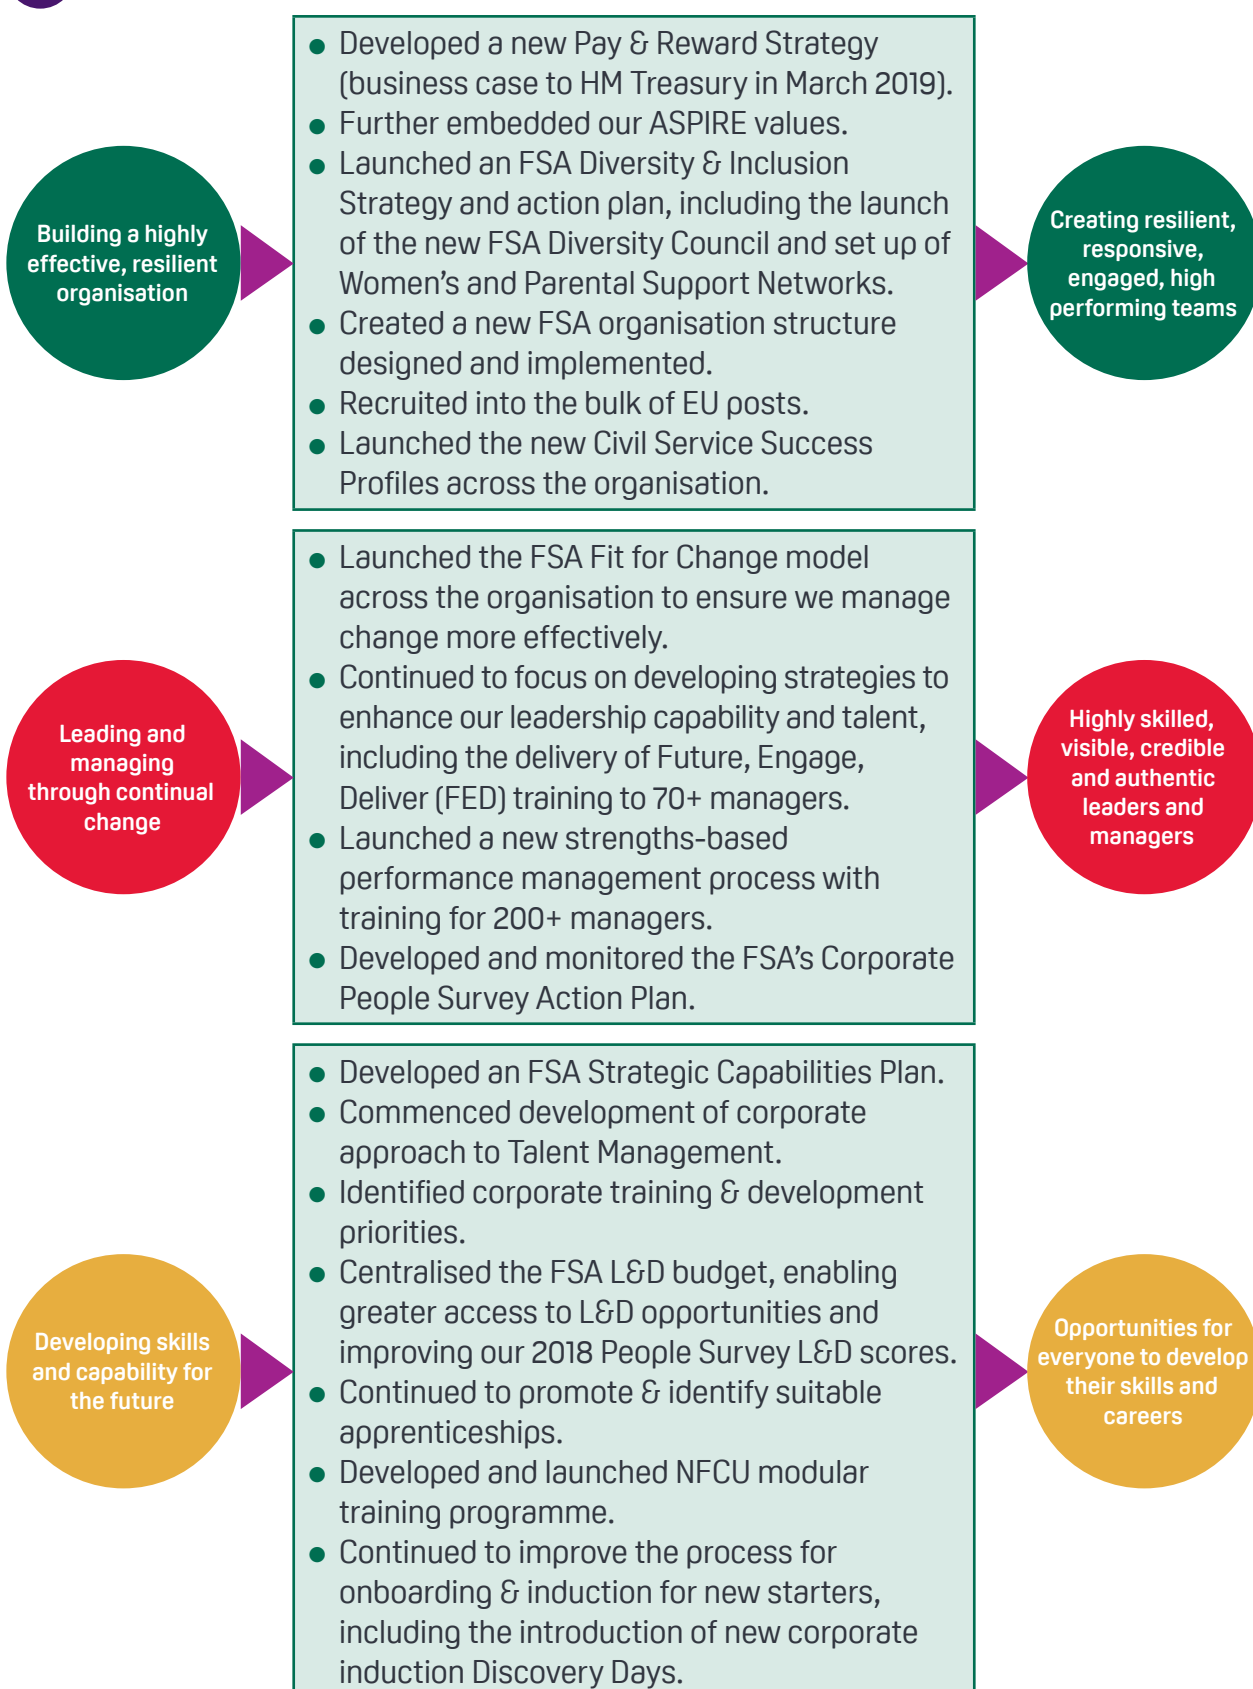 Building a highly
effective, resilient
organisation
● Developed a new Pay & Reward Strategy
(business case to HM Treasury in March 2019).
● Further embedded our ASPIRE values.
● Launched an FSA Diversity & Inclusion
Strategy and action plan, including the launch
of the new FSA Diversity Council and set up of
Women’s and Parental Support Networks.
● Created a new FSA organisation structure
designed and implemented.
● Recruited into the bulk of EU posts.
● Launched the new Civil Service Success
Profiles across the organisation.
Creating resilient,
responsive,
engaged, high
performing teams
Leading and
managing
through continual
change
● Launched the FSA Fit for Change model
across the organisation to ensure we manage
change more effectively.
● Continued to focus on developing strategies to
enhance our leadership capability and talent,
including the delivery of Future, Engage,
Deliver (FED) training to 70+ managers.
● Launched a new strengths-based
performance management process with
training for 200+ managers.
● Developed and monitored the FSA’s Corporate
People Survey Action Plan.
Highly skilled,
visible, credible
and authentic
leaders and
managers
Developing skills
and capability for
the future
● Developed an FSA Strategic Capabilities Plan.
● Commenced development of corporate
approach to Talent Management.
● Identified corporate training & development
priorities.
● Centralised the FSA L&D budget, enabling
greater access to L&D opportunities and
improving our 2018 People Survey L&D scores.
● Continued to promote & identify suitable
apprenticeships.
● Developed and launched NFCU modular
training programme.
● Continued to improve the process for
onboarding & induction for new starters,
including the introduction of new corporate
induction Discovery Days.
Opportunities for
everyone to develop
their skills and
careers